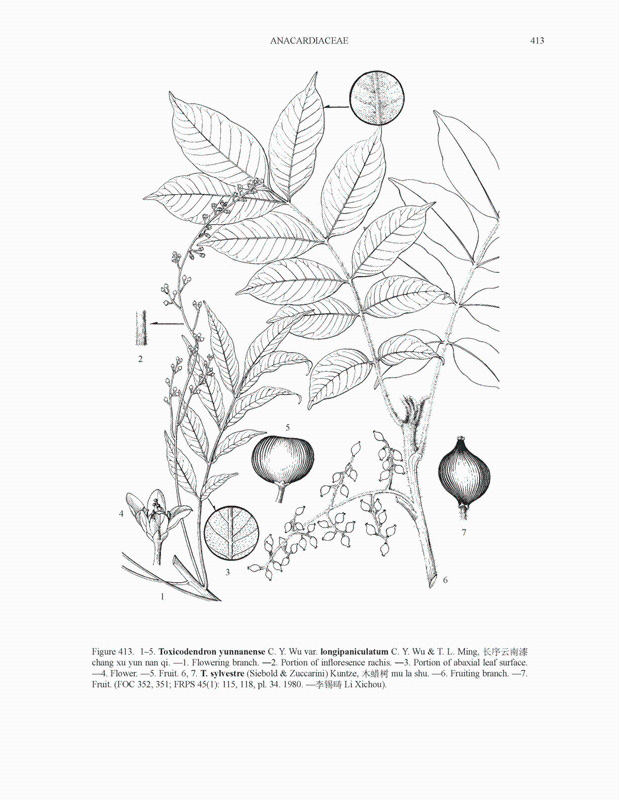 ANACARDIACEAE 413
5
2
4
3
7
6
1
Figure 413. 1–5. Toxicodendron yunnanense C. Y. Wu var. longipaniculatum C. Y. Wu & T. L. Ming, 长序云南漆
chang xu yun nan qi. —1. Flowering branch. —2. Portion of infloresence rachis. —3. Portion of abaxial leaf surface.
—4. Flower. —5. Fruit. 6, 7. T. sylvestre (Siebold & Zuccarini) Kuntze, 木蜡树 mu la shu. —6. Fruiting branch. —7.
Fruit. (FOC 352, 351; FRPS 45(1): 115, 118, pl. 34. 1980. —李锡畴 Li Xichou).